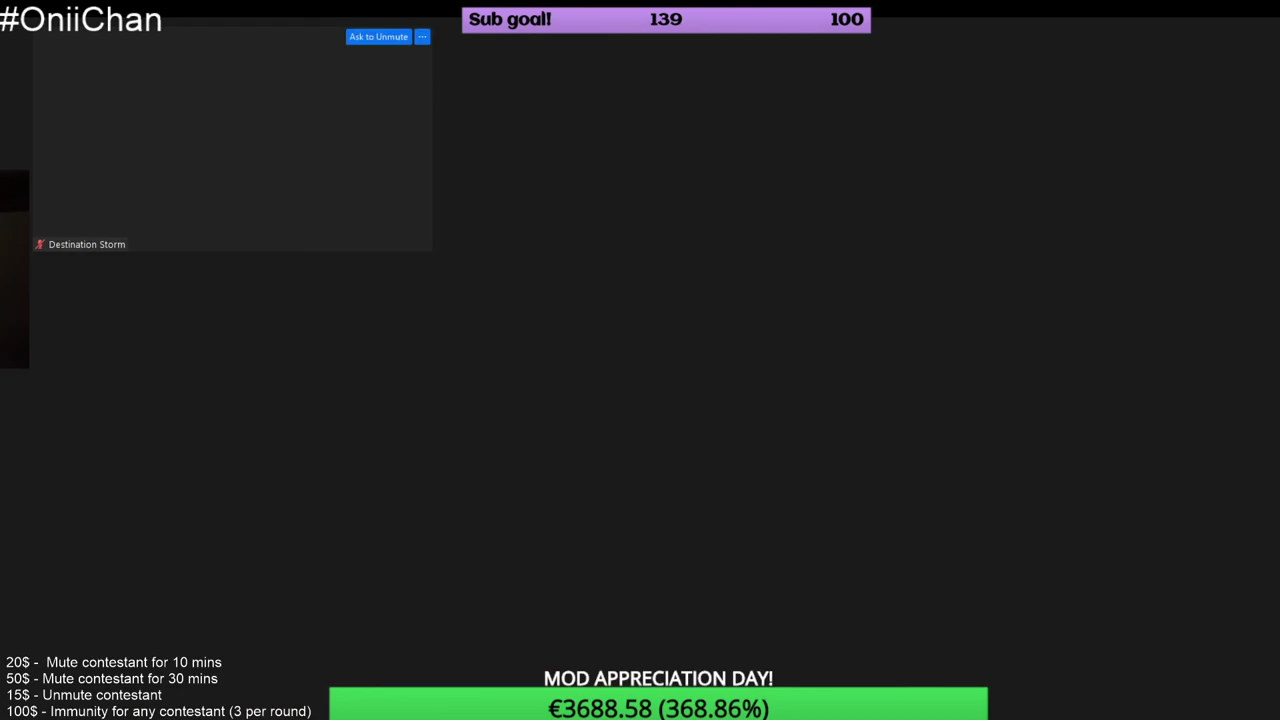 #OniiChan
Sub goal! 139 100
Ask to Unmute ...
Destination Storm
20$ - Mute contestant for 10 mins
50$ - Mute contestant for 30 mins
15$ - Unmute contestant
100$ - Immunity for any contestant (3 per round)
MOD APPRECIATION DAY!
€3688.58 (368.86%)